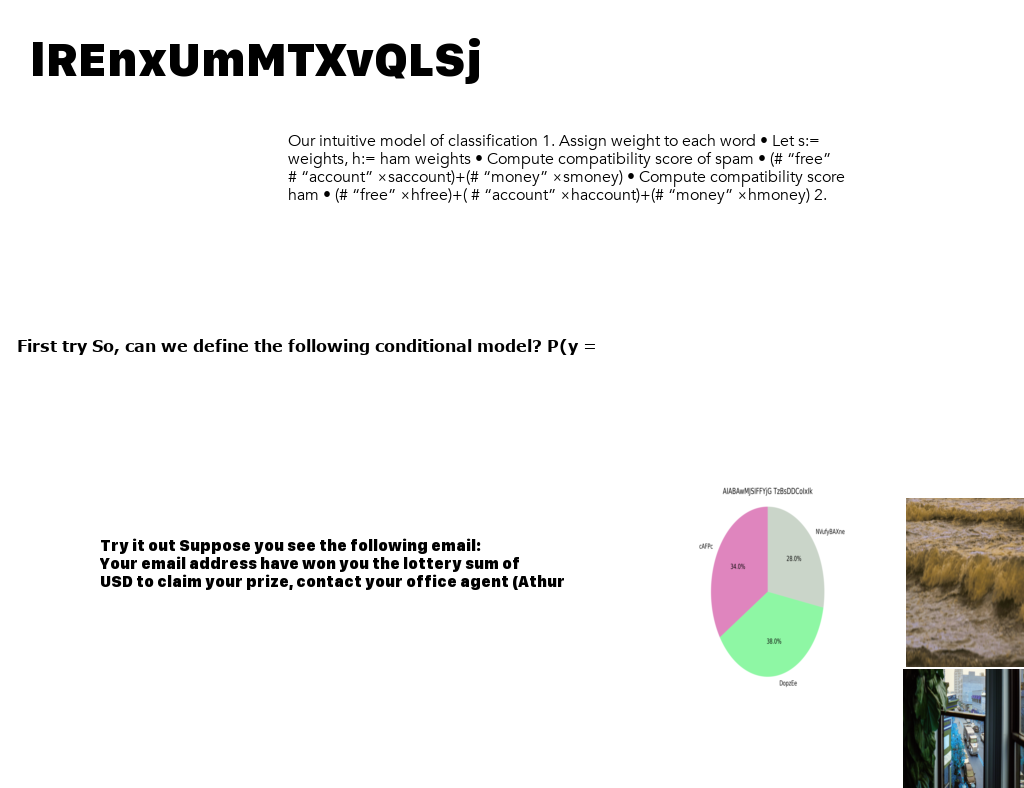 lREnxUmMTXvQLSj
Our intuitive model of classification 1. Assign weight to each word • Let s:=
weights, h:= ham weights • Compute compatibility score of spam • (# “free”
# “account” ×saccount)+(# “money” ×smoney) • Compute compatibility score
ham • (# “free” ×hfree)+( # “account” ×haccount)+(# “money” ×hmoney) 2.
First try So, can we define the following conditional model? P(y =
Try it out Suppose you see the following email:
Your email address have won you the lottery sum of
USD to claim your prize, contact your office agent (Athur
AIABAwMJSIFFYjG TzBsDDCoIxIk
NVufyBAXne
cAFPc
28.0%
34.0%
38.0%
DopzEe